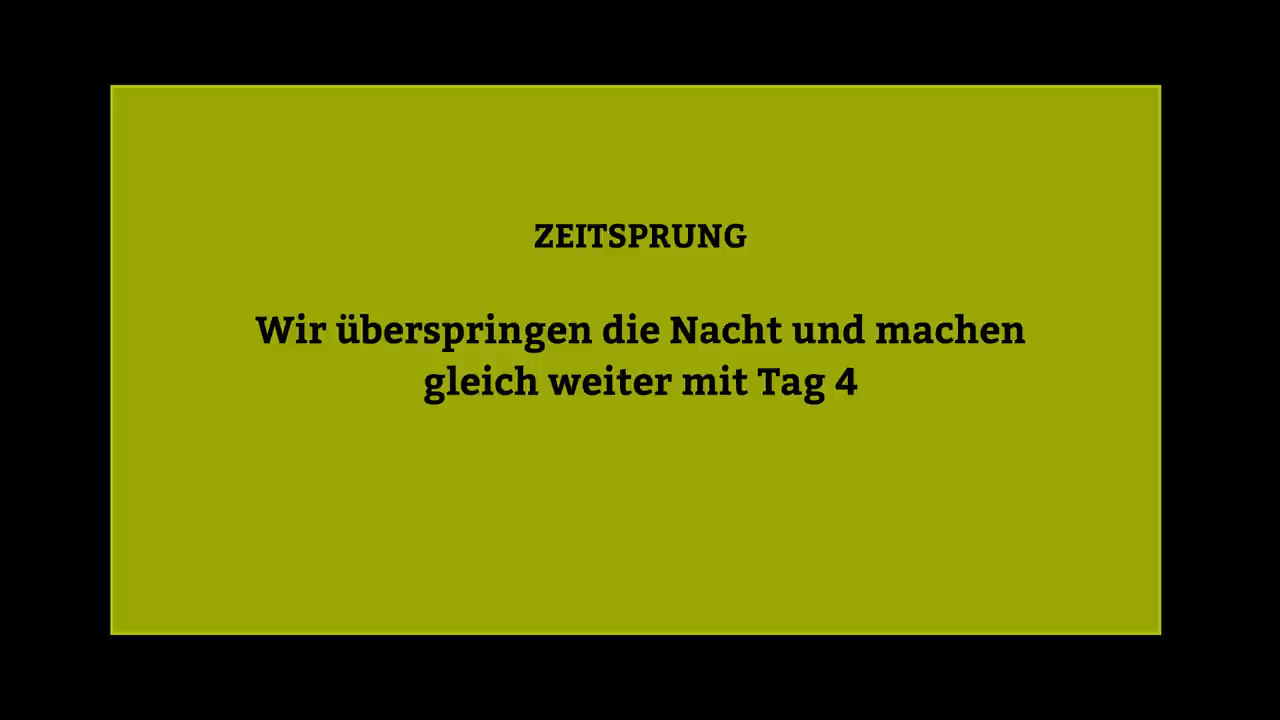 ZEITSPRUNG
Wir überspringen die Nacht und machen
gleich weiter mit Tag 4